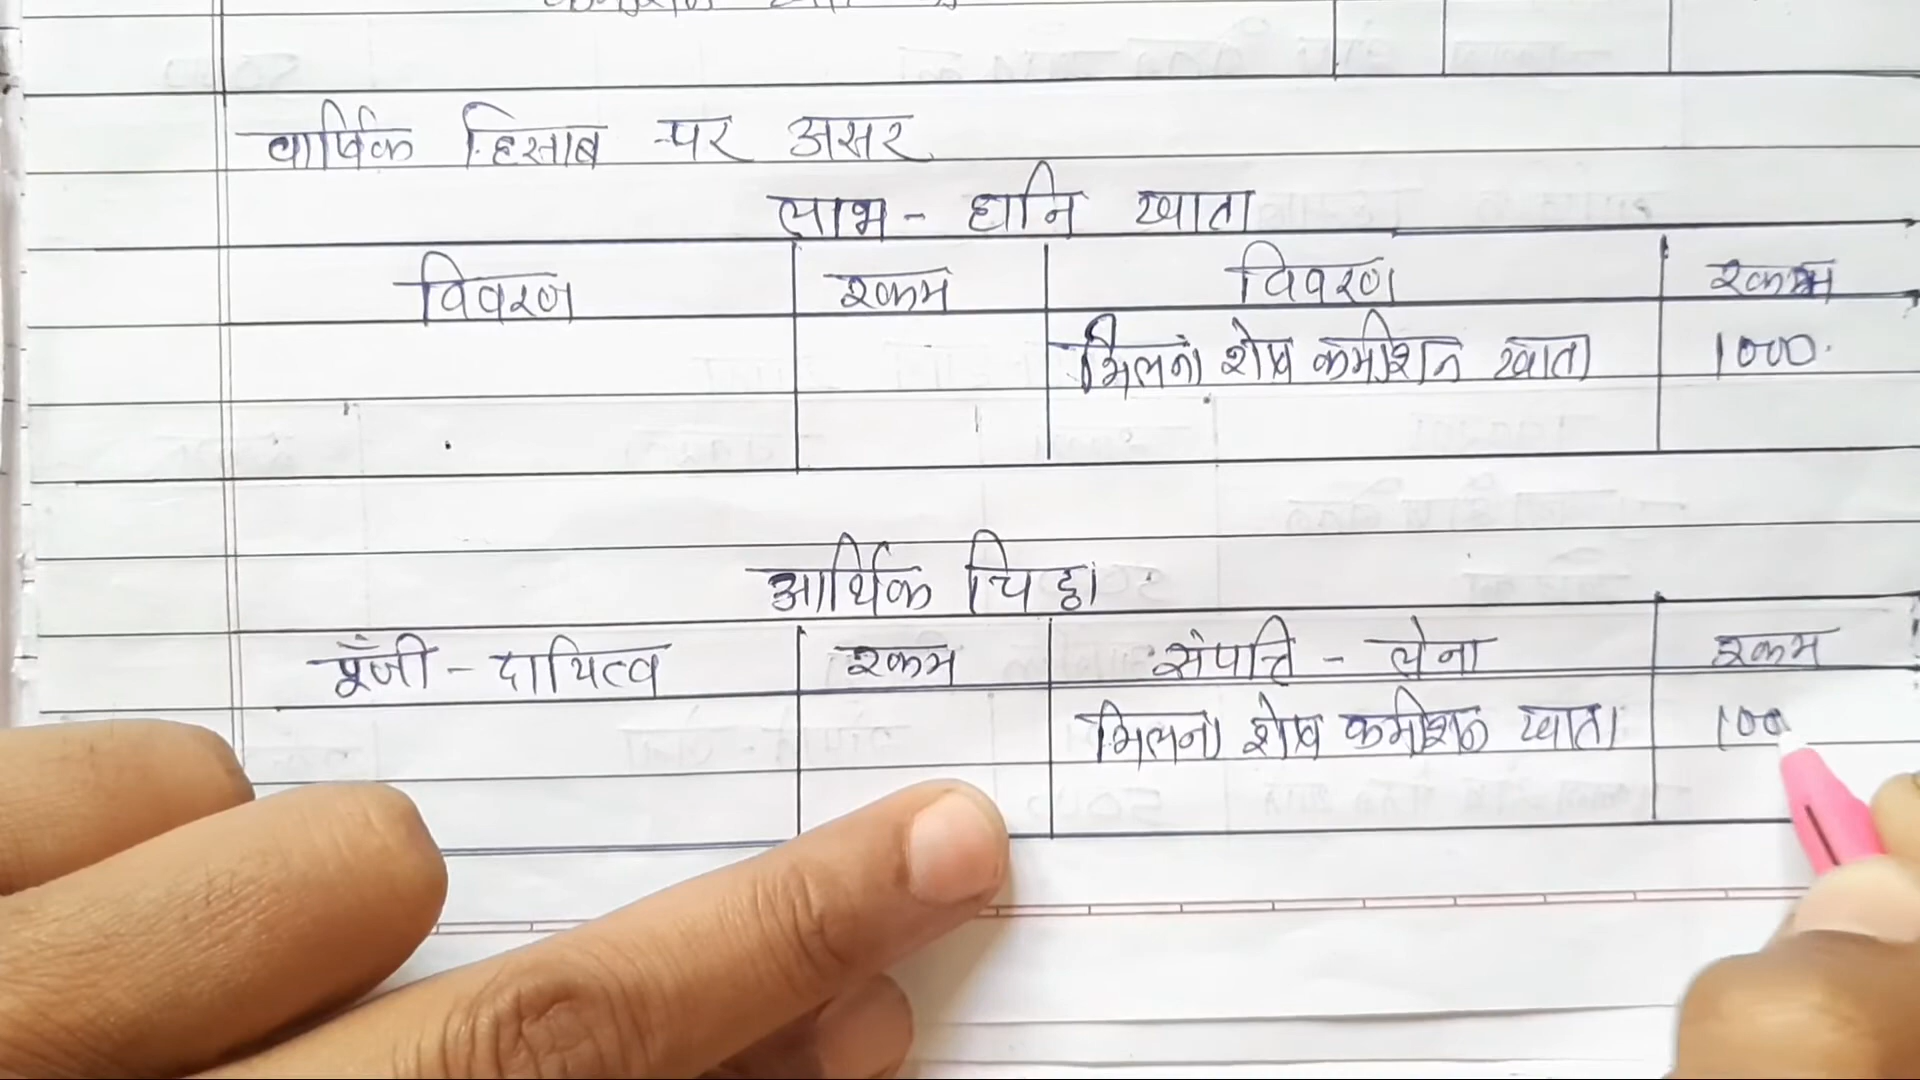 वार्षिक हिसाब पर असर
लाभ - हानि खाता
विवरण रकम विवरण रकम
मिलनो शेष कमीशन खाता 1000.
आर्थिक चिठ्ठा
पूँजी - दायित्व रकम संपत्ति - लेना रकम
मिलनो शेष कमीशन खाता 100